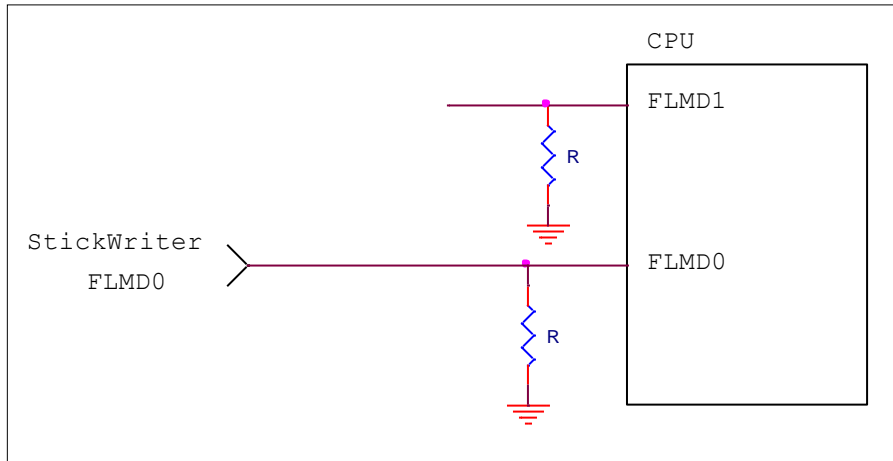 CPU
FLMD1
R
StickWriter
FLMD0
FLMD0
R